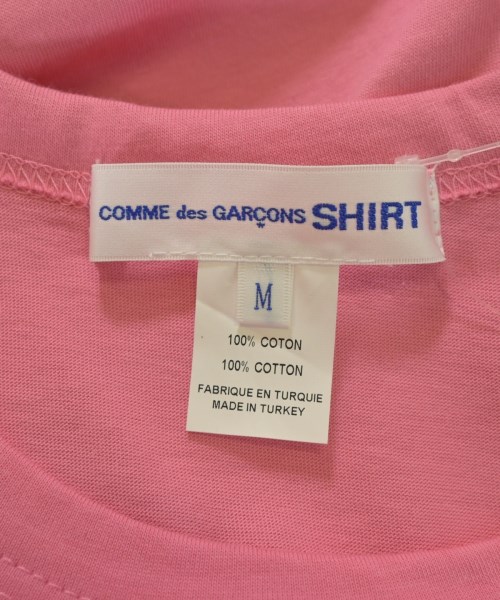 COMME des GARÇONS SHIRT
M
100% COTON
100% COTTON
FABRIQUE EN TURQUIE
MADE IN TURKEY